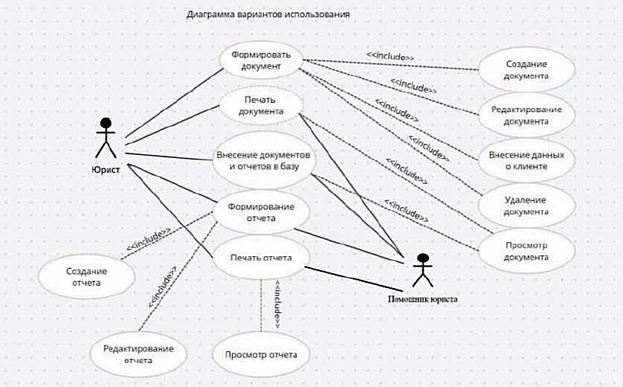 Диаграмма вариантов использования
Формировать
документ
<<include>>
Создание
документа
<<include>>
Печать
документа
<<include>>
Редактирование
документа
Юрист
Внесение документов
и отчетов в базу
<<include>>
Внесение данных
о клиенте
<<include>>
Формирование
отчета
<<include>>
Удаление
документа
<<include>>
Печать отчета
Просмотр
документа
Создание
отчета
<<include>>
<<include>>
Помошник юриста
Редактирование
отчета
Просмотр отчета